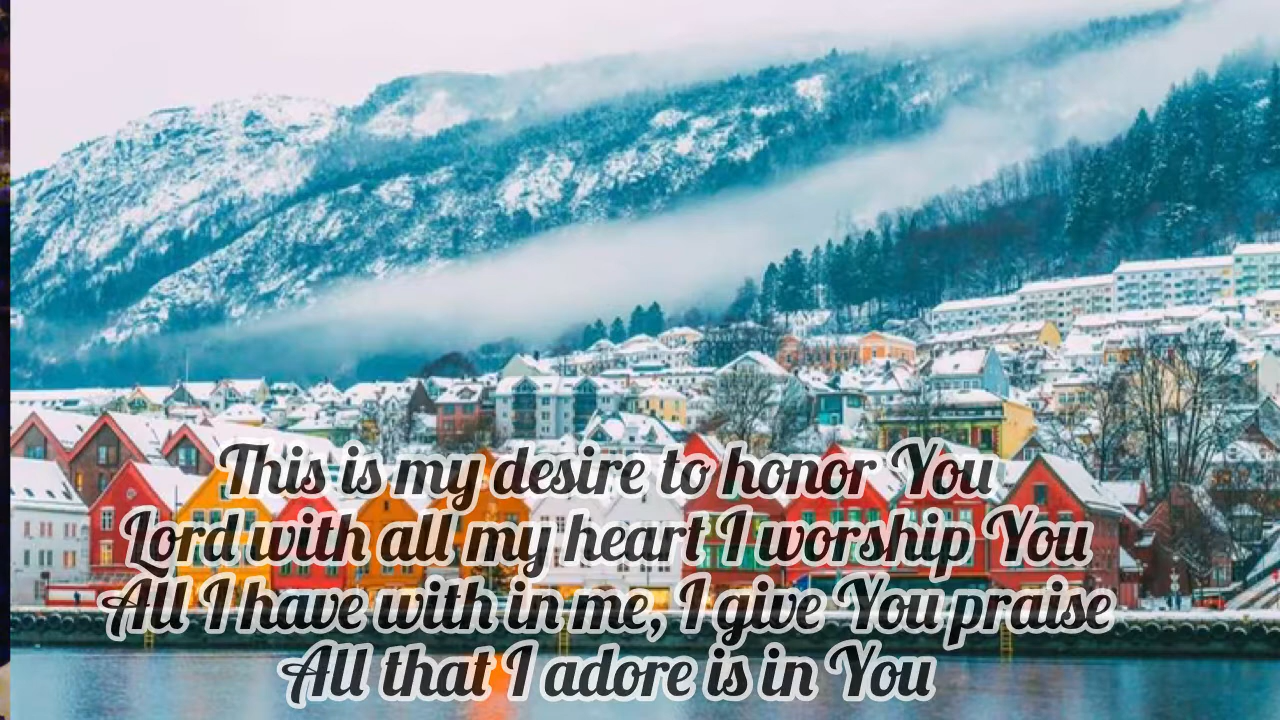 This is my desire to honor You
Lord with all my heart I worship You
All I have with in me, I give You praise
All that I adore is in You